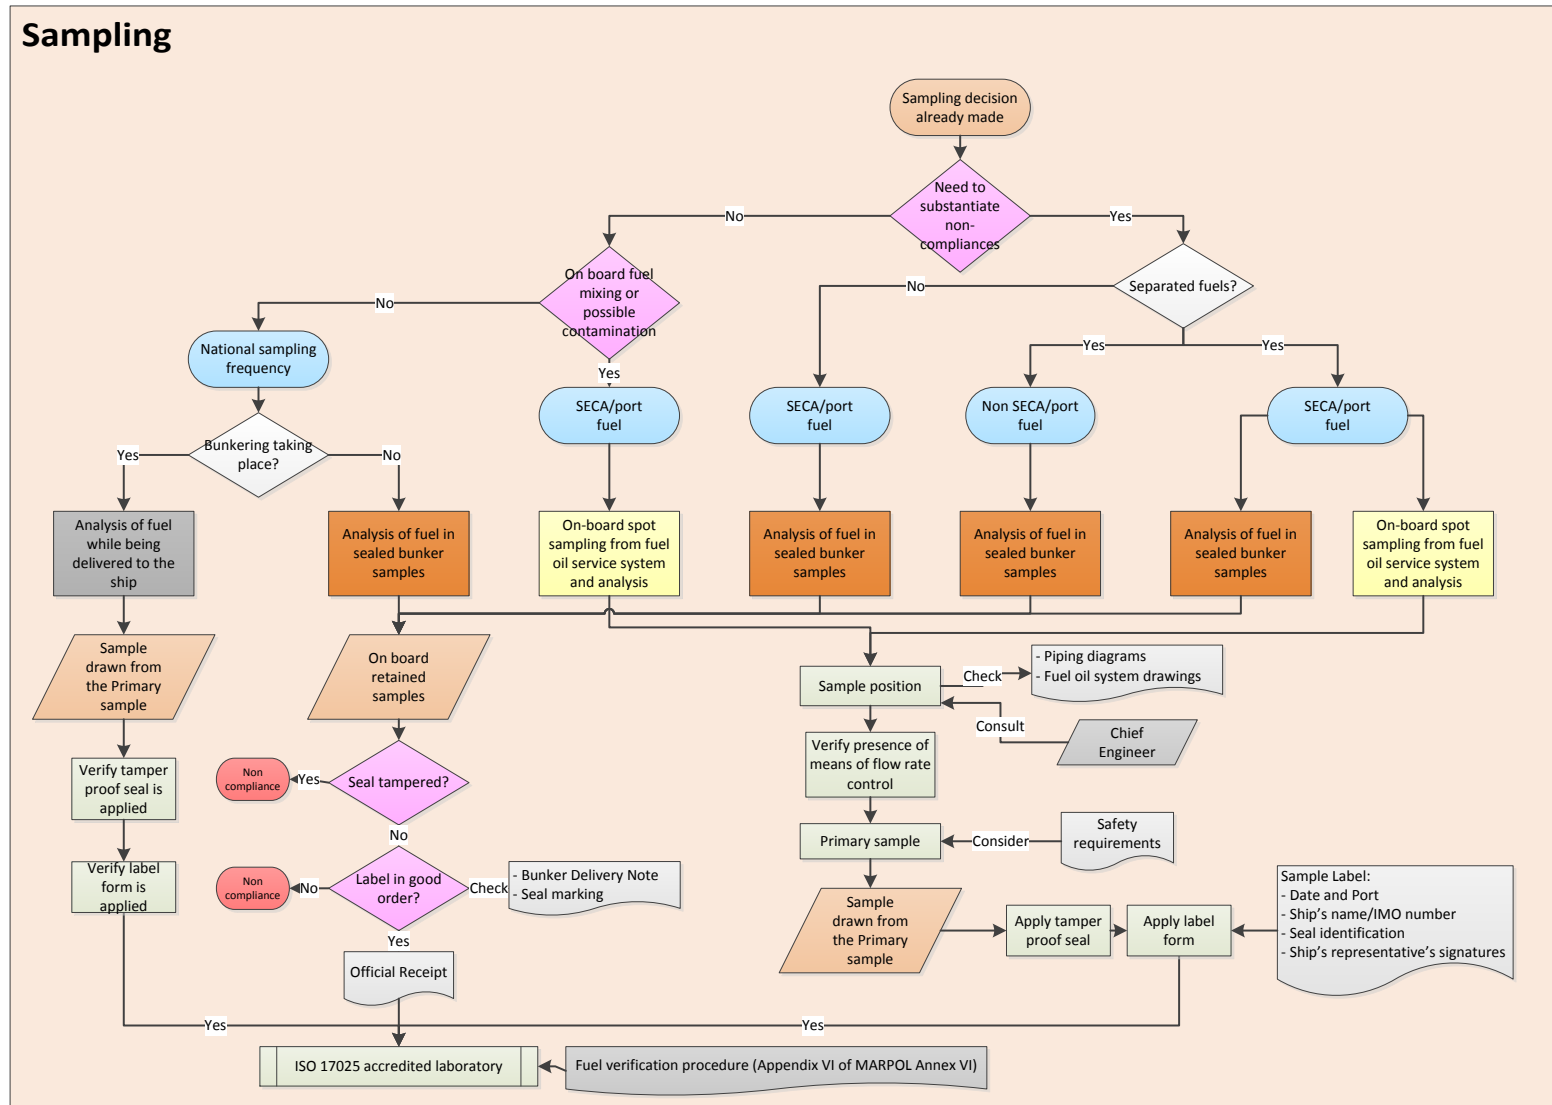 Sampling
Sampling decision
already made
Need to
substantiate
non-
compliances
No
Yes
On board fuel
mixing or
possible
contamination
Separated fuels?
No
No
Yes
Yes
Yes
National sampling
frequency
SECA/port
fuel
SECA/port
fuel
Non SECA/port
fuel
SECA/port
fuel
Bunkering taking
place?
Yes
No
Analysis of fuel
while being
delivered to the
ship
Analysis of fuel in
sealed bunker
samples
On-board spot
sampling from fuel
oil service system
and analysis
Analysis of fuel in
sealed bunker
samples
Analysis of fuel in
sealed bunker
samples
Analysis of fuel in
sealed bunker
samples
On-board spot
sampling from fuel
oil service system
and analysis
Sample
drawn from
the Primary
sample
On board
retained
samples
Sample position
Check
- Piping diagrams
- Fuel oil system drawings
Consult
Chief
Engineer
Verify presence of
means of flow rate
control
Verify tamper
proof seal is
applied
Non
compliance
Yes
Seal tampered?
No
Primary sample
Consider
Safety
requirements
Verify label
form is
applied
Non
compliance
No
Label in good
order?
Check
- Bunker Delivery Note
- Seal marking
Yes
Sample
drawn from
the Primary
sample
Apply tamper
proof seal
Apply label
form
Sample Label:
- Date and Port
- Ship's name/IMO number
- Seal identification
- Ship's representative's signatures
Official Receipt
Yes
Yes
ISO 17025 accredited laboratory
Fuel verification procedure (Appendix VI of MARPOL Annex VI)